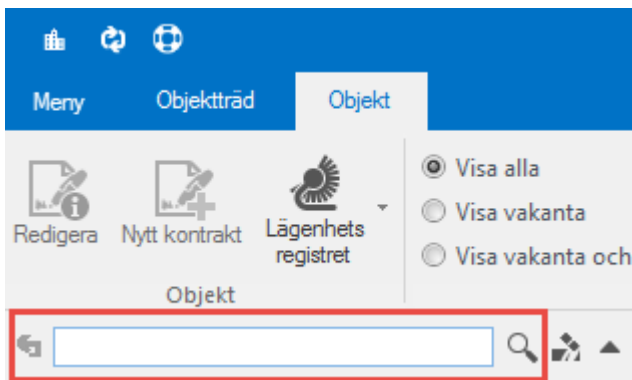 Meny Objektträd Objekt
Visa alla
Visa vakanta
Visa vakanta och
Redigera Nytt kontrakt Lägenhets
registret
Objekt